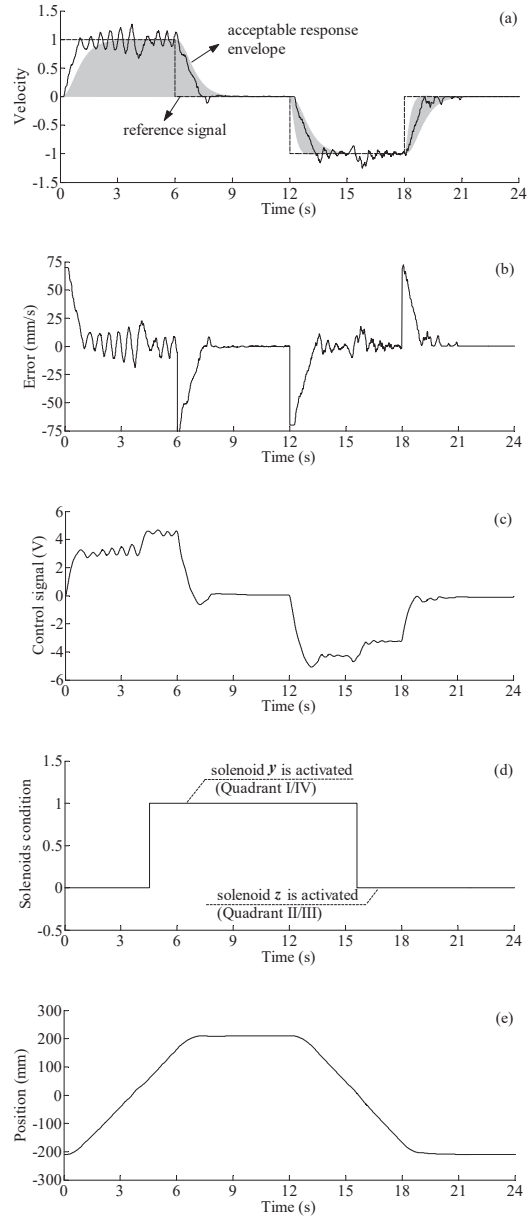 (a)
acceptable response
envelope
reference signal
Velocity
1.5
1
0.5
0
-0.5
-1
-1.5
0 3 6 9 12 15 18 21 24
Time (s)
(b)
Error (mm/s)
75
50
25
0
-25
-50
-75
0 3 6 9 12 15 18 21 24
Time (s)
(c)
Control signal (V)
6
4
2
0
-2
-4
-6
0 3 6 9 12 15 18 21 24
Time (s)
(d)
solenoid y is activated
(Quadrant I/IV)
solenoid z is activated
(Quadrant II/III)
Solenoids condition
1.5
1
0.5
0
-0.5
0 3 6 9 12 15 18 21 24
Time (s)
(e)
Position (mm)
300
200
100
0
-100
-200
-300
0 3 6 9 12 15 18 21 24
Time (s)